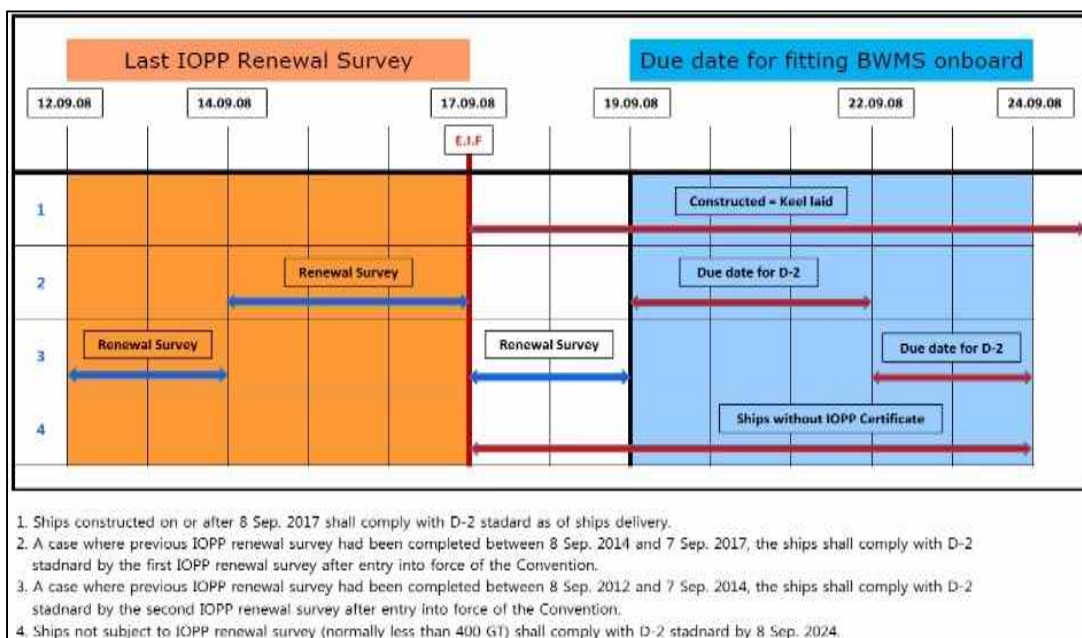 Last IOPP Renewal Survey
Due date for fitting BWMS onboard
12.09.08
14.09.08
17.09.08
19.09.08
22.09.08
24.09.08
E.I.F
1
Constructed = Keel laid
2
Renewal Survey
Due date for D-2
3
Renewal Survey
Renewal Survey
Due date for D-2
4
Ships without IOPP Certificate
1. Ships constructed on or after 8 Sep. 2017 shall comply with D-2 stadard as of ships delivery.
2. A case where previous IOPP renewal survey had been completed between 8 Sep. 2014 and 7 Sep. 2017, the ships shall comply with D-2
stadnard by the first IOPP renewal survey after entry into force of the Convention.
3. A case where previous IOPP renewal survey had been completed between 8 Sep. 2012 and 7 Sep. 2014, the ships shall comply with D-2
stadnard by the second IOPP renewal survey after entry into force of the Convention.
4. Ships not subject to IOPP renewal survey (normally less than 400 GT) shall comply with D-2 stadnard by 8 Sep. 2024.